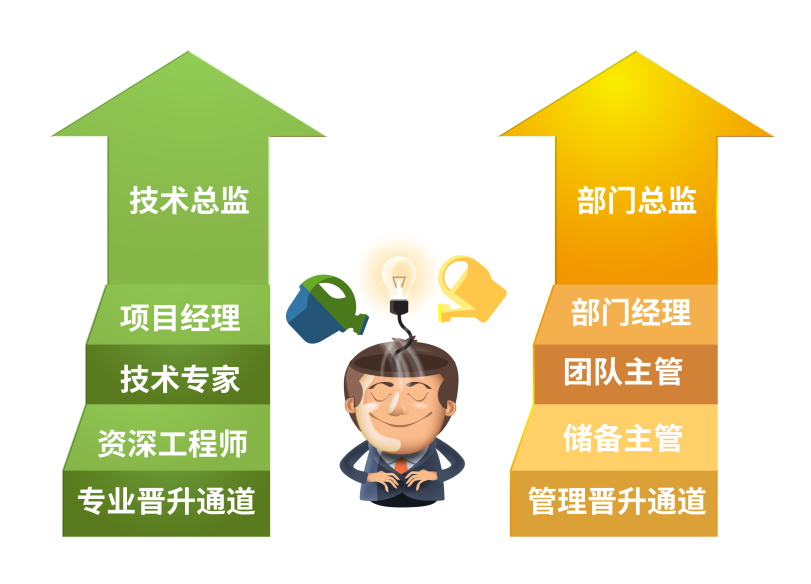 技术总监
项目经理
技术专家
资深工程师
专业晋升通道
部门总监
部门经理
团队主管
储备主管
管理晋升通道